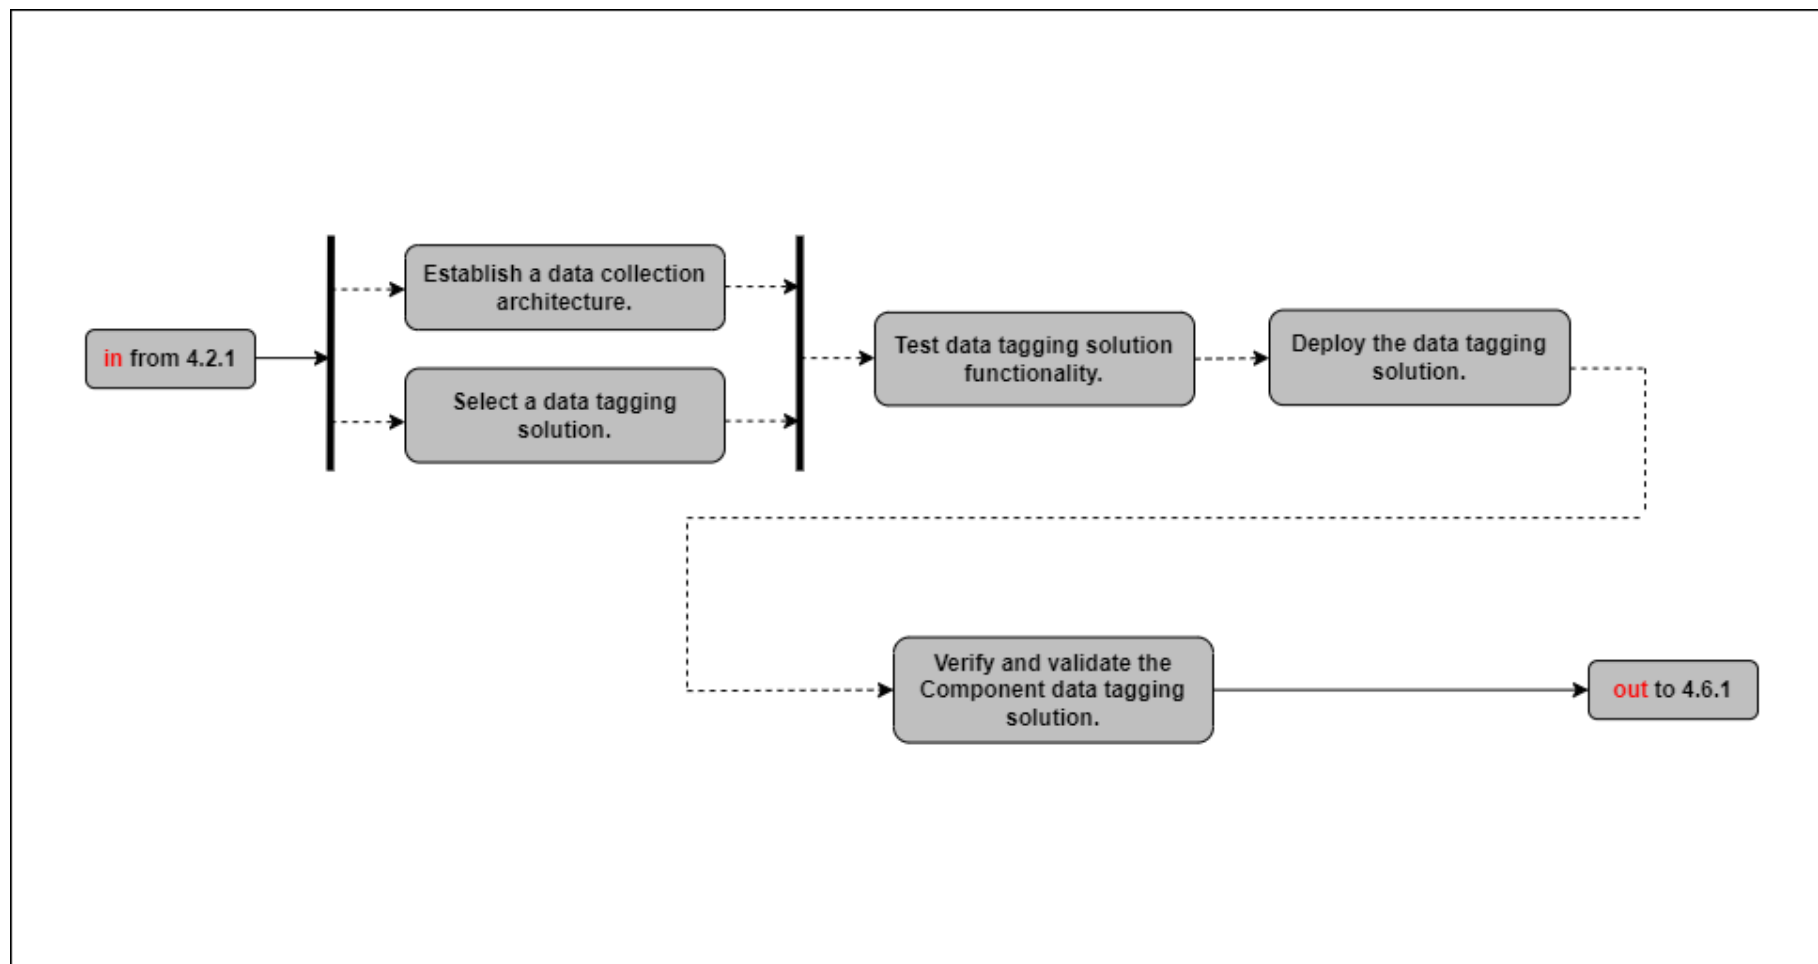 in from 4.2.1
Establish a data collection
architecture.
Select a data tagging
solution.
Test data tagging solution
functionality.
Deploy the data tagging
solution.
Verify and validate the
Component data tagging
solution.
out to 4.6.1